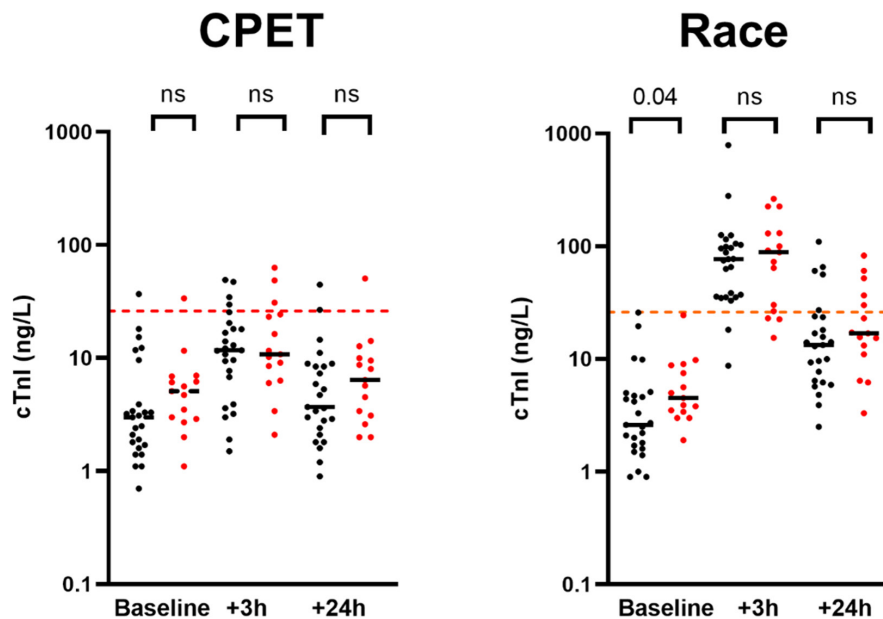 CPET
ns ns ns
1000
100
10
1
0.1
cTnI (ng/L)
Baseline +3h +24h
Race
0.04 ns ns
1000
100
10
1
0.1
cTnI (ng/L)
Baseline +3h +24h